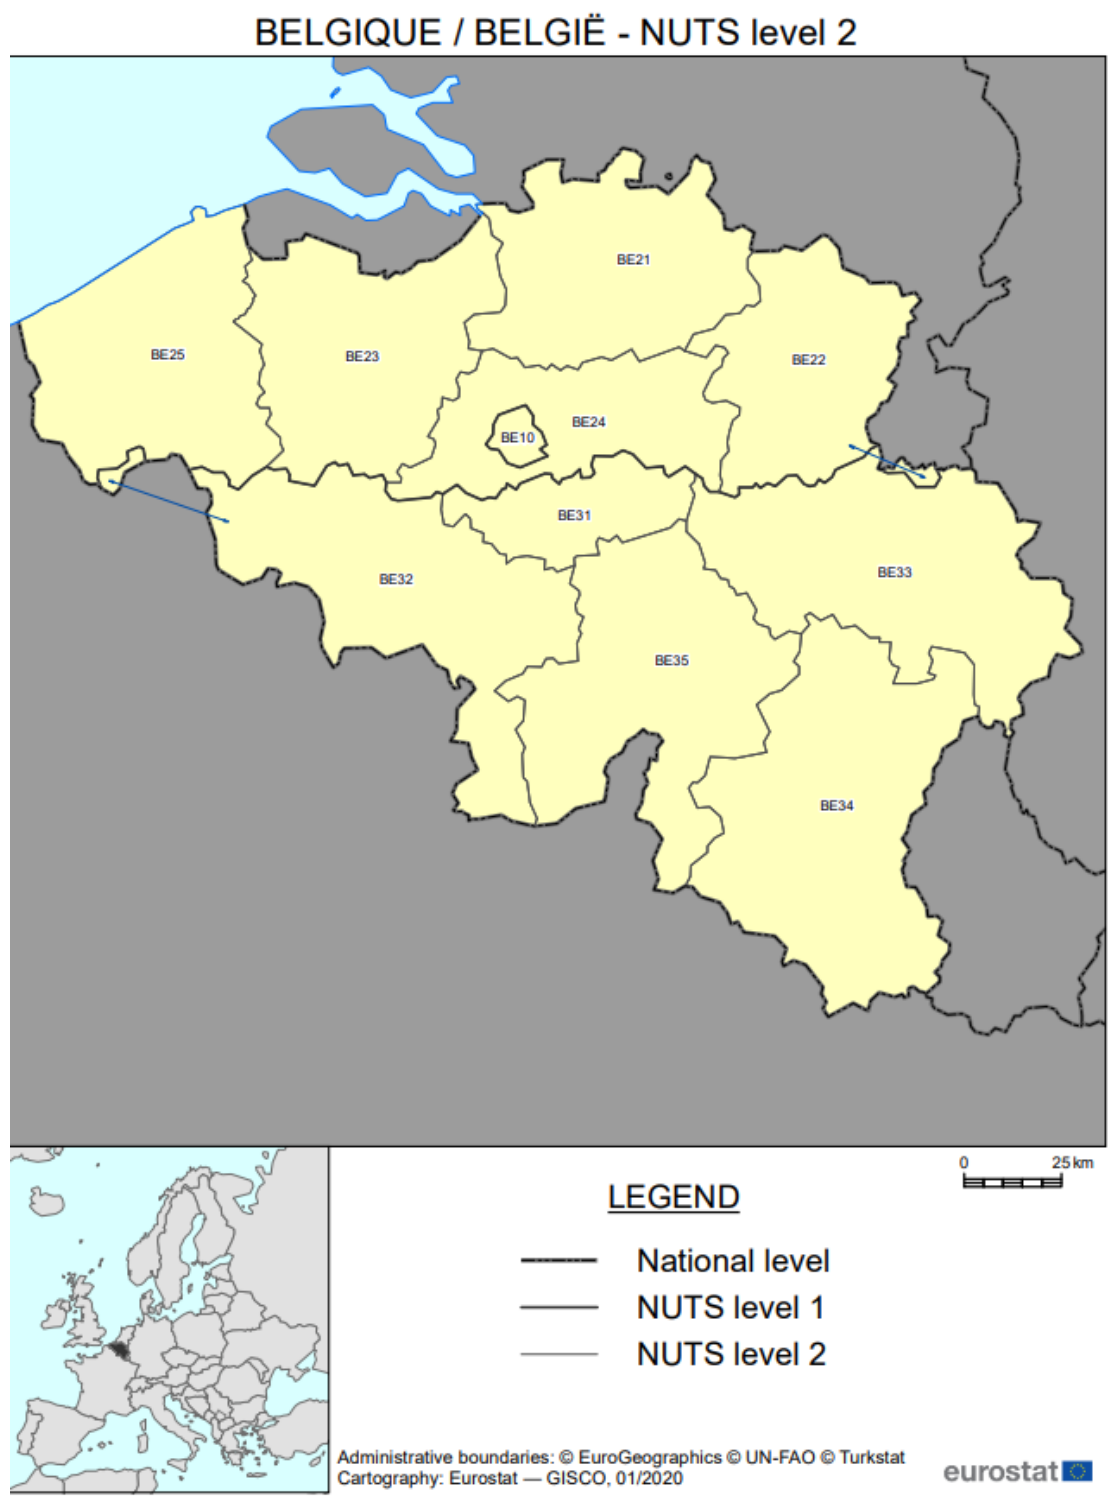 BELGIQUE / BELGIË - NUTS level 2
BE21
BE25
BE23
BE22
BE24
BE10
BE31
BE33
BE32
BE35
BE34
0 25 km
LEGEND
National level
NUTS level 1
NUTS level 2
Administrative boundaries: © EuroGeographics © UN-FAO © Turkstat
Cartography: Eurostat — GISCO, 01/2020
eurostat